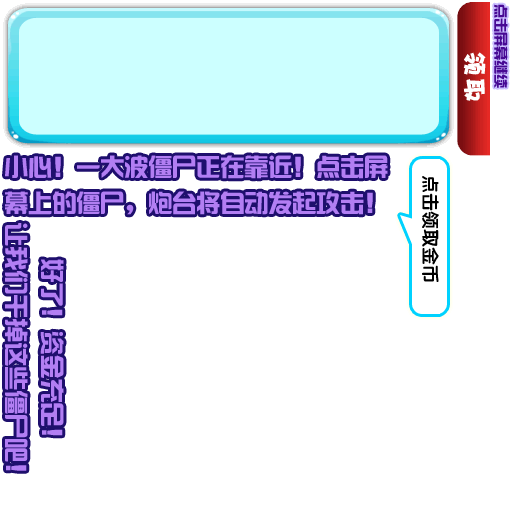 点击屏幕继续
领取
小心！一大波僵尸正在靠近！点击屏
幕上的僵尸，炮台将自动发起攻击！
点击领取金币
好了！资金充足！
让我们干掉这些僵尸吧！